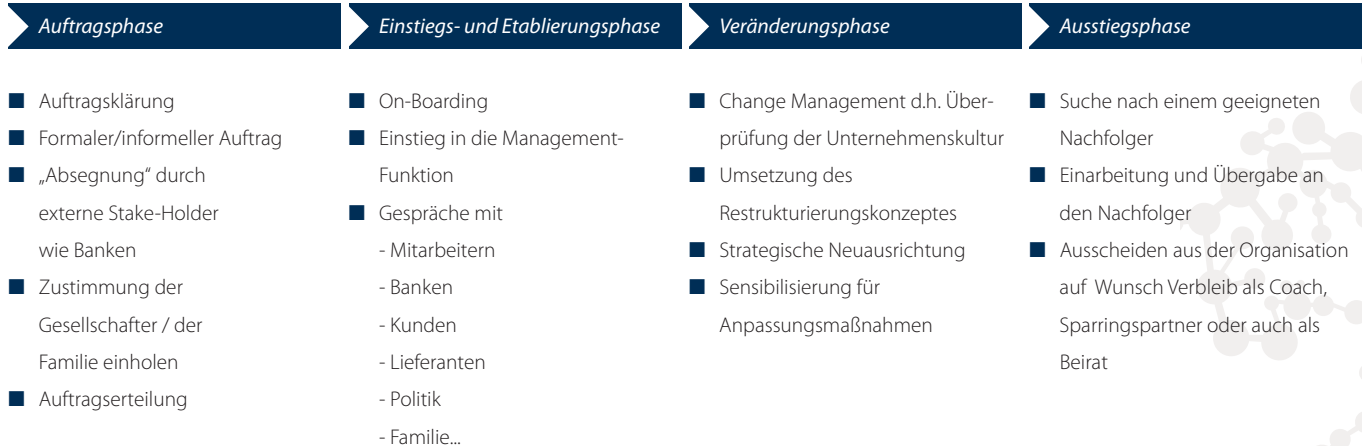 Auftragsphase
Auftragsklärung
Formaler/informeller Auftrag
„Absegnung“ durch
externe Stake-Holder
wie Banken
Zustimmung der
Gesellschafter / der
Familie einholen
Auftragserteilung
Einstiegs- und Etablierungsphase
On-Boarding
Einstieg in die Management-
Funktion
Gespräche mit
- Mitarbeitern
- Banken
- Kunden
- Lieferanten
- Politik
- Familie...
Veränderungsphase
Change Management d.h. Über-
prüfung der Unternehmenskultur
Umsetzung des
Restrukturierungskonzeptes
Strategische Neuausrichtung
Sensibilisierung für
Anpassungsmaßnahmen
Ausstiegsphase
Suche nach einem geeigneten
Nachfolger
Einarbeitung und Übergabe an
den Nachfolger
Ausscheiden aus der Organisation
auf Wunsch Verbleib als Coach,
Sparringspartner oder auch als
Beirat